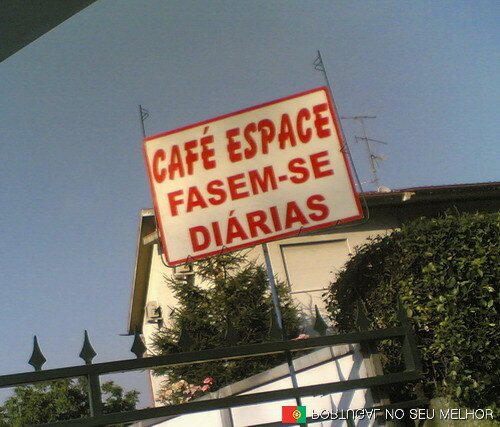 CAFÉ ESPACE
FASEM-SE
DIÁRIAS
PORTUGAL NO SEU MELHOR